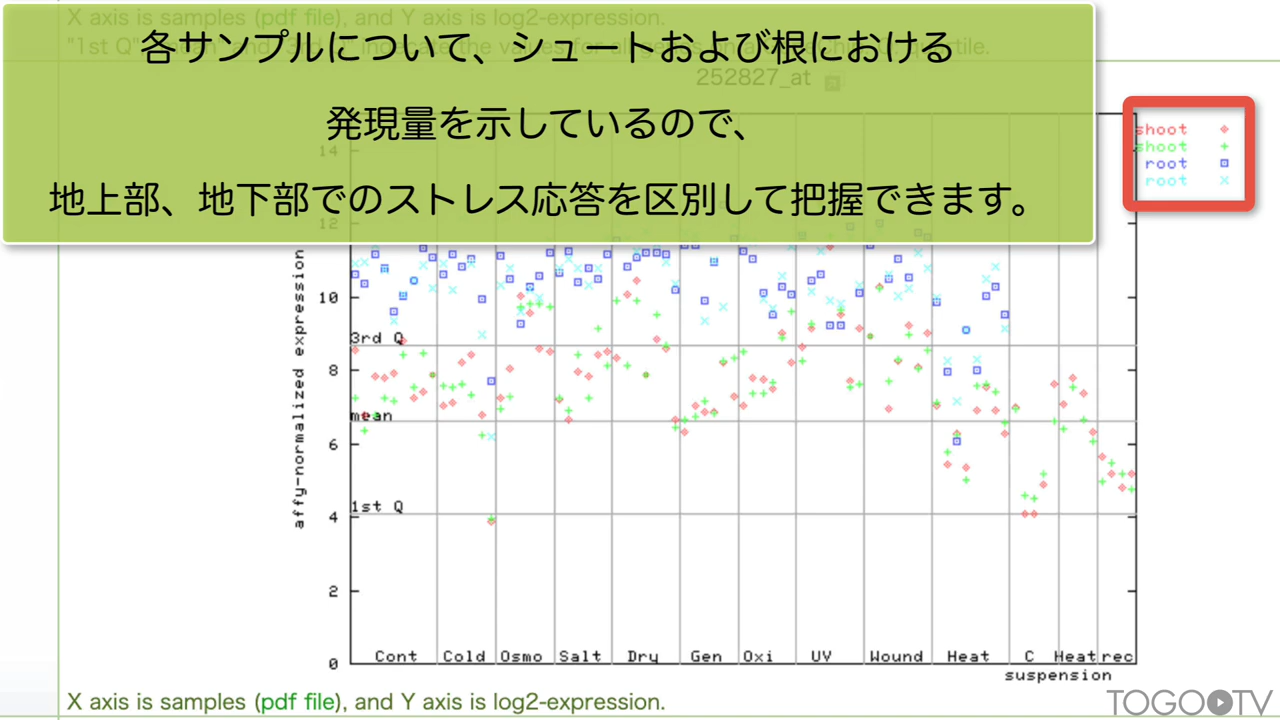 X axis is samples (pdf file), and Y axis is log2-expression.
各サンプルについて、シュートおよび根における
発現量を示しているので、
地上部、地下部でのストレス応答を区別して把握できます。
252827_at
shoot
shoot
root
root
14
12
10
8
6
4
2
0
affy-normalized expression
3rd Q
mean
1st Q
Cont Cold Osmo Salt Dry Gen Oxi UV Wound Heat C Heat rec
suspension
X axis is samples (pdf file), and Y axis is log2-expression.
TOGO TV